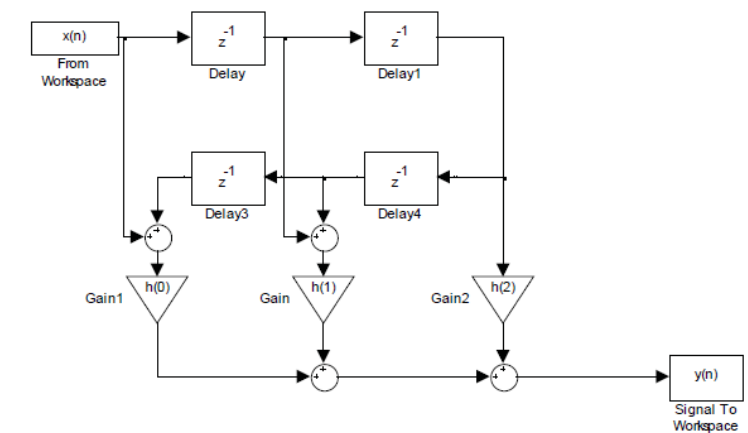 x(n)
From
Workspace
-1
z
Delay
-1
z
Delay1
-1
z
Delay3
-1
z
Delay4
+
+
+
+
h(0)
Gain1
h(1)
Gain
h(2)
Gain2
+
+
+
+
y(n)
Signal To
Workspace